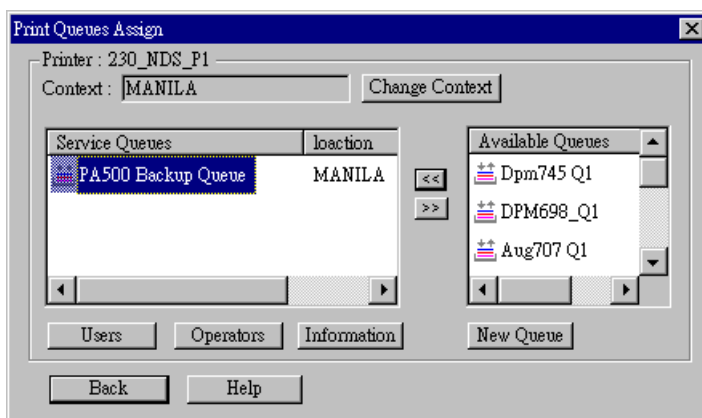 Print Queues Assign
Printer : 230_NDS_P1
Context : MANILA Change Context
Service Queues loaction Available Queues
PA500 Backup Queue MANILA << Dpm745 Q1
>> DPM698_Q1
Aug707 Q1
Users Operators Information New Queue
Back Help